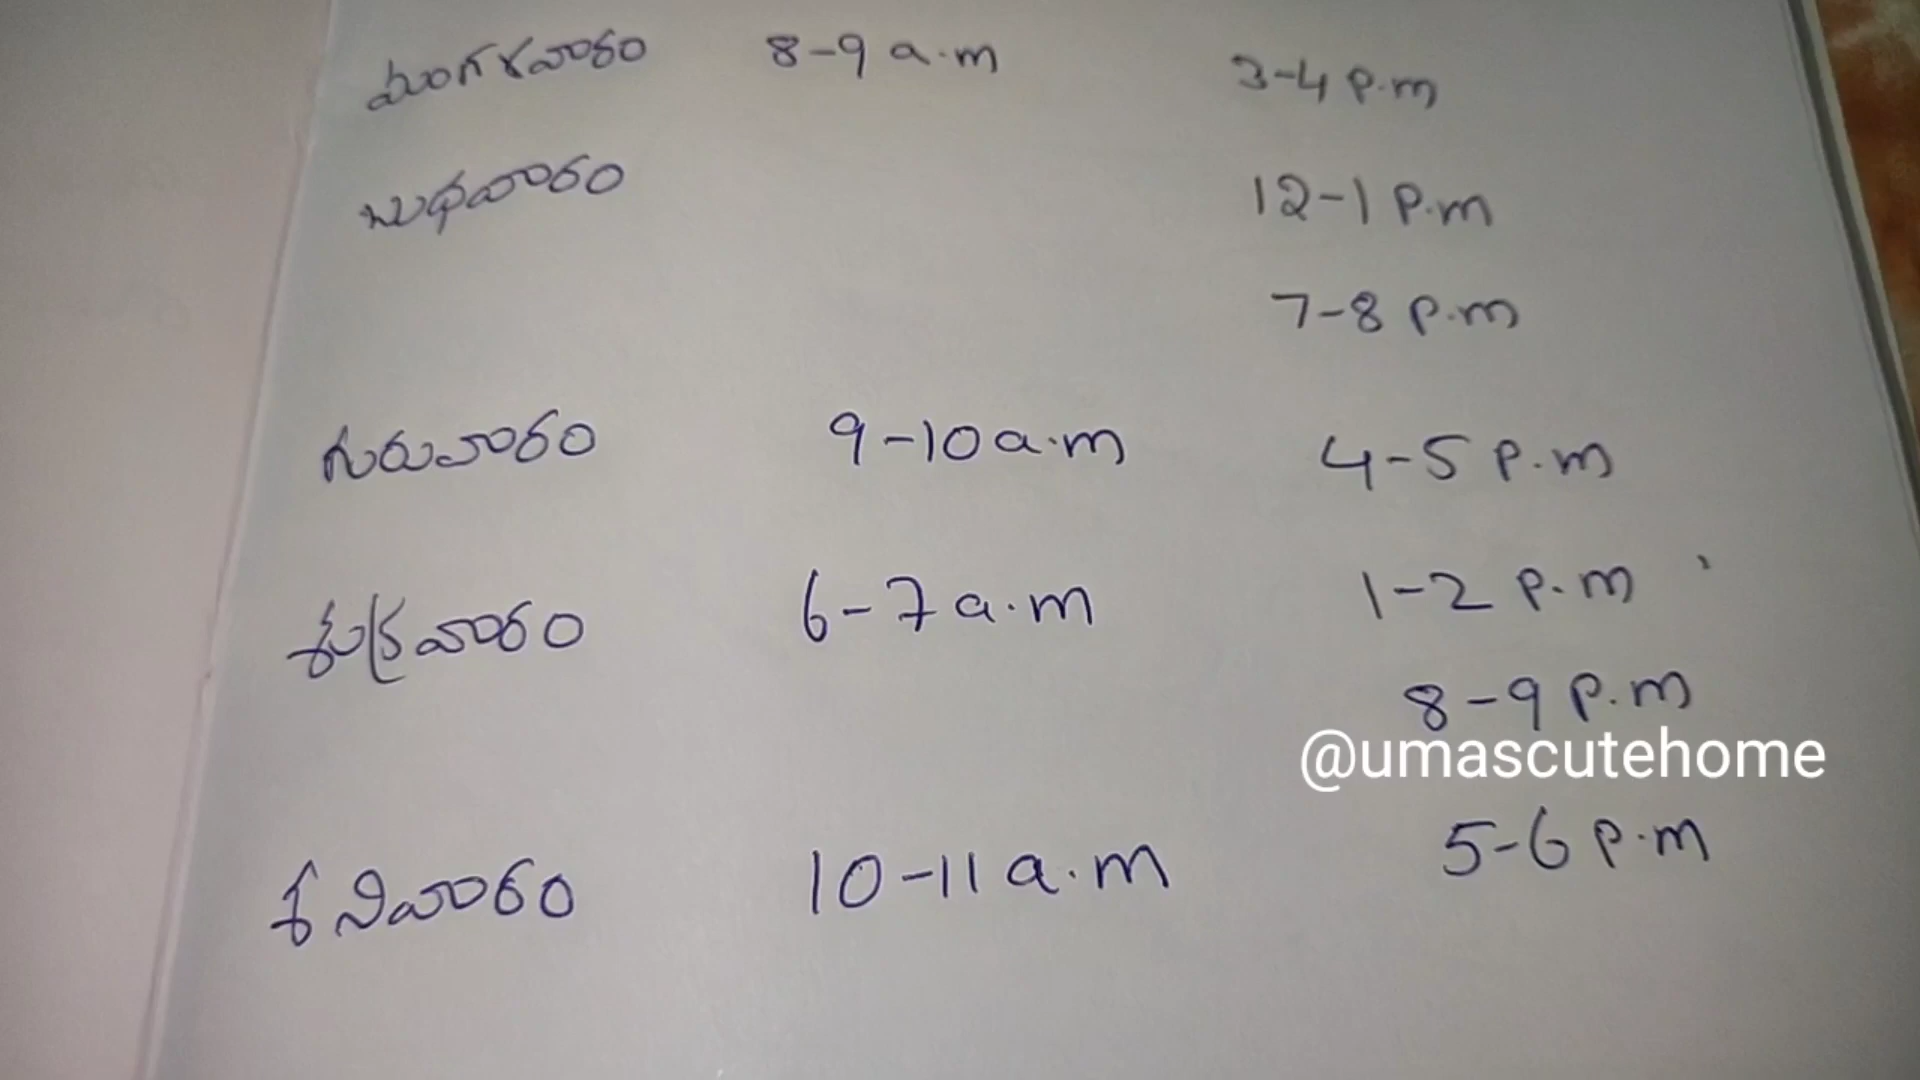 మంగళవారం 8-9 a.m 3-4 p.m
బుధవారం 12-1 p.m
7-8 p.m
గురువారం 9-10 a.m 4-5 p.m
శుక్రవారం 6-7 a.m 1-2 p.m
8-9 p.m
@umascutehome
శనివారం 10-11 a.m 5-6 p.m